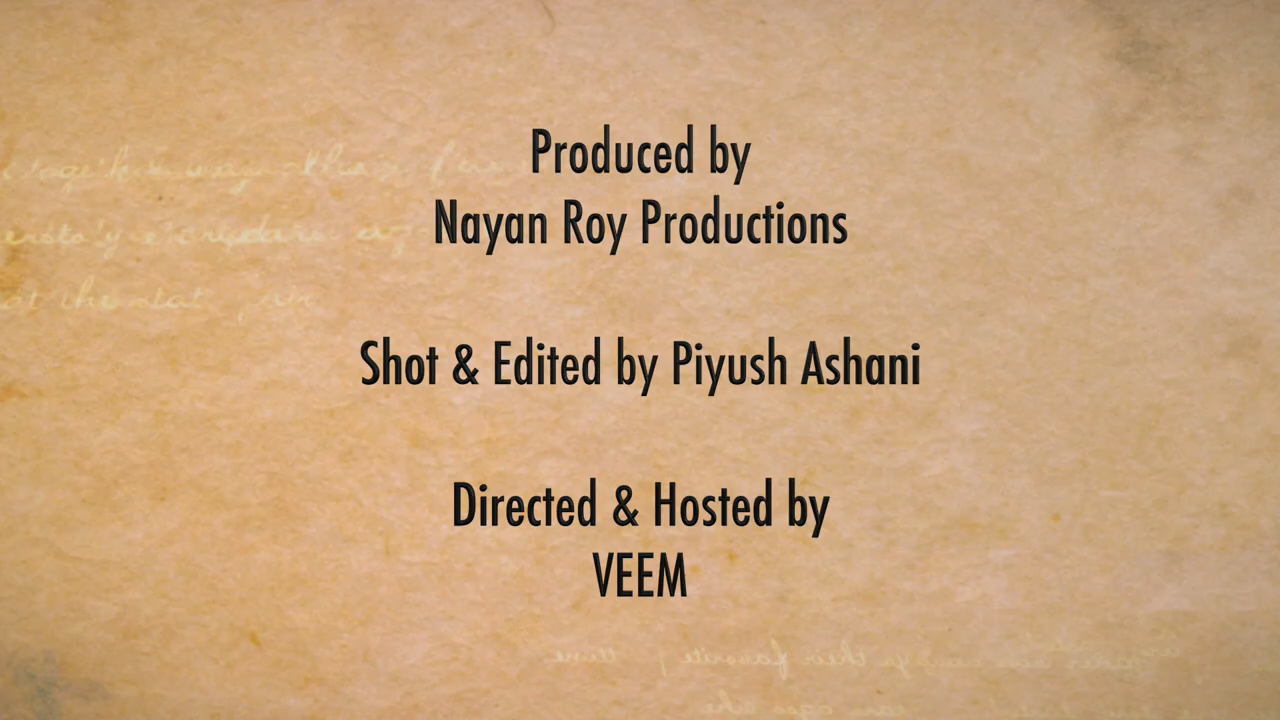 Produced by
Nayan Roy Productions
Shot & Edited by Piyush Ashani
Directed & Hosted by
VEEM